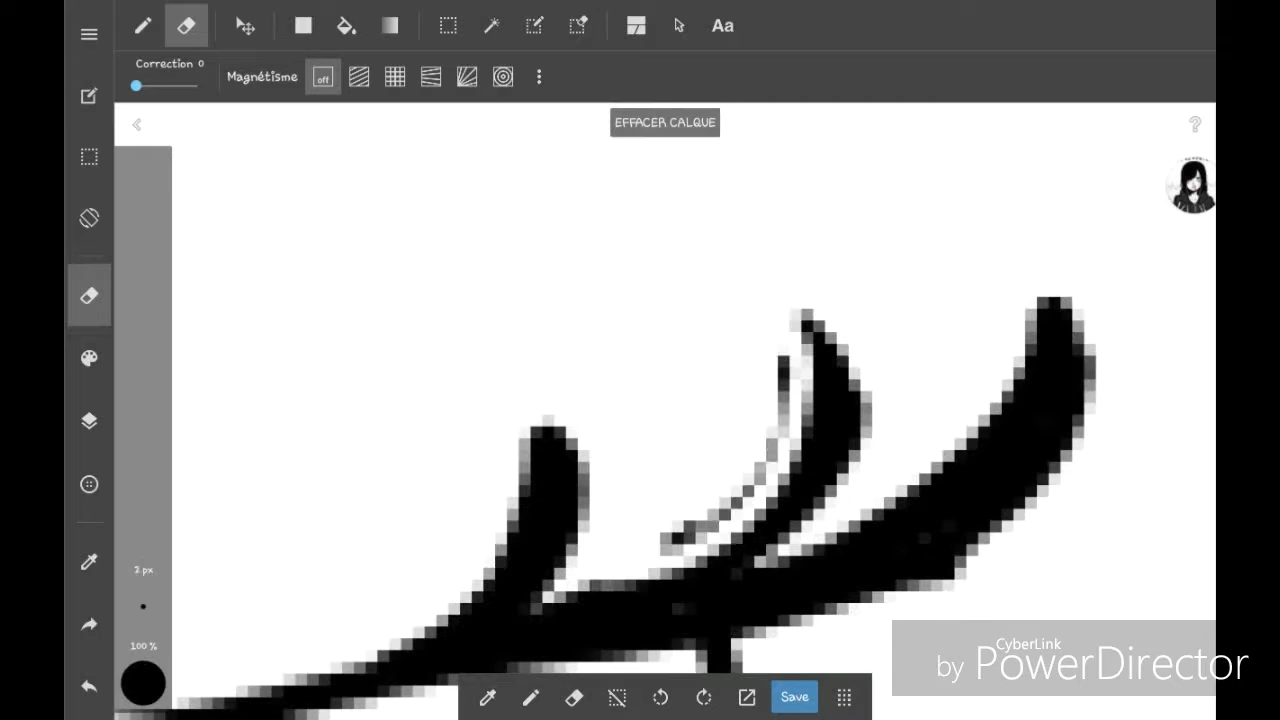 Aa
Correction 0
Magnétisme
off
EFFACER CALQUE
?
2 px
100 %
CyberLink
by PowerDirector
Save